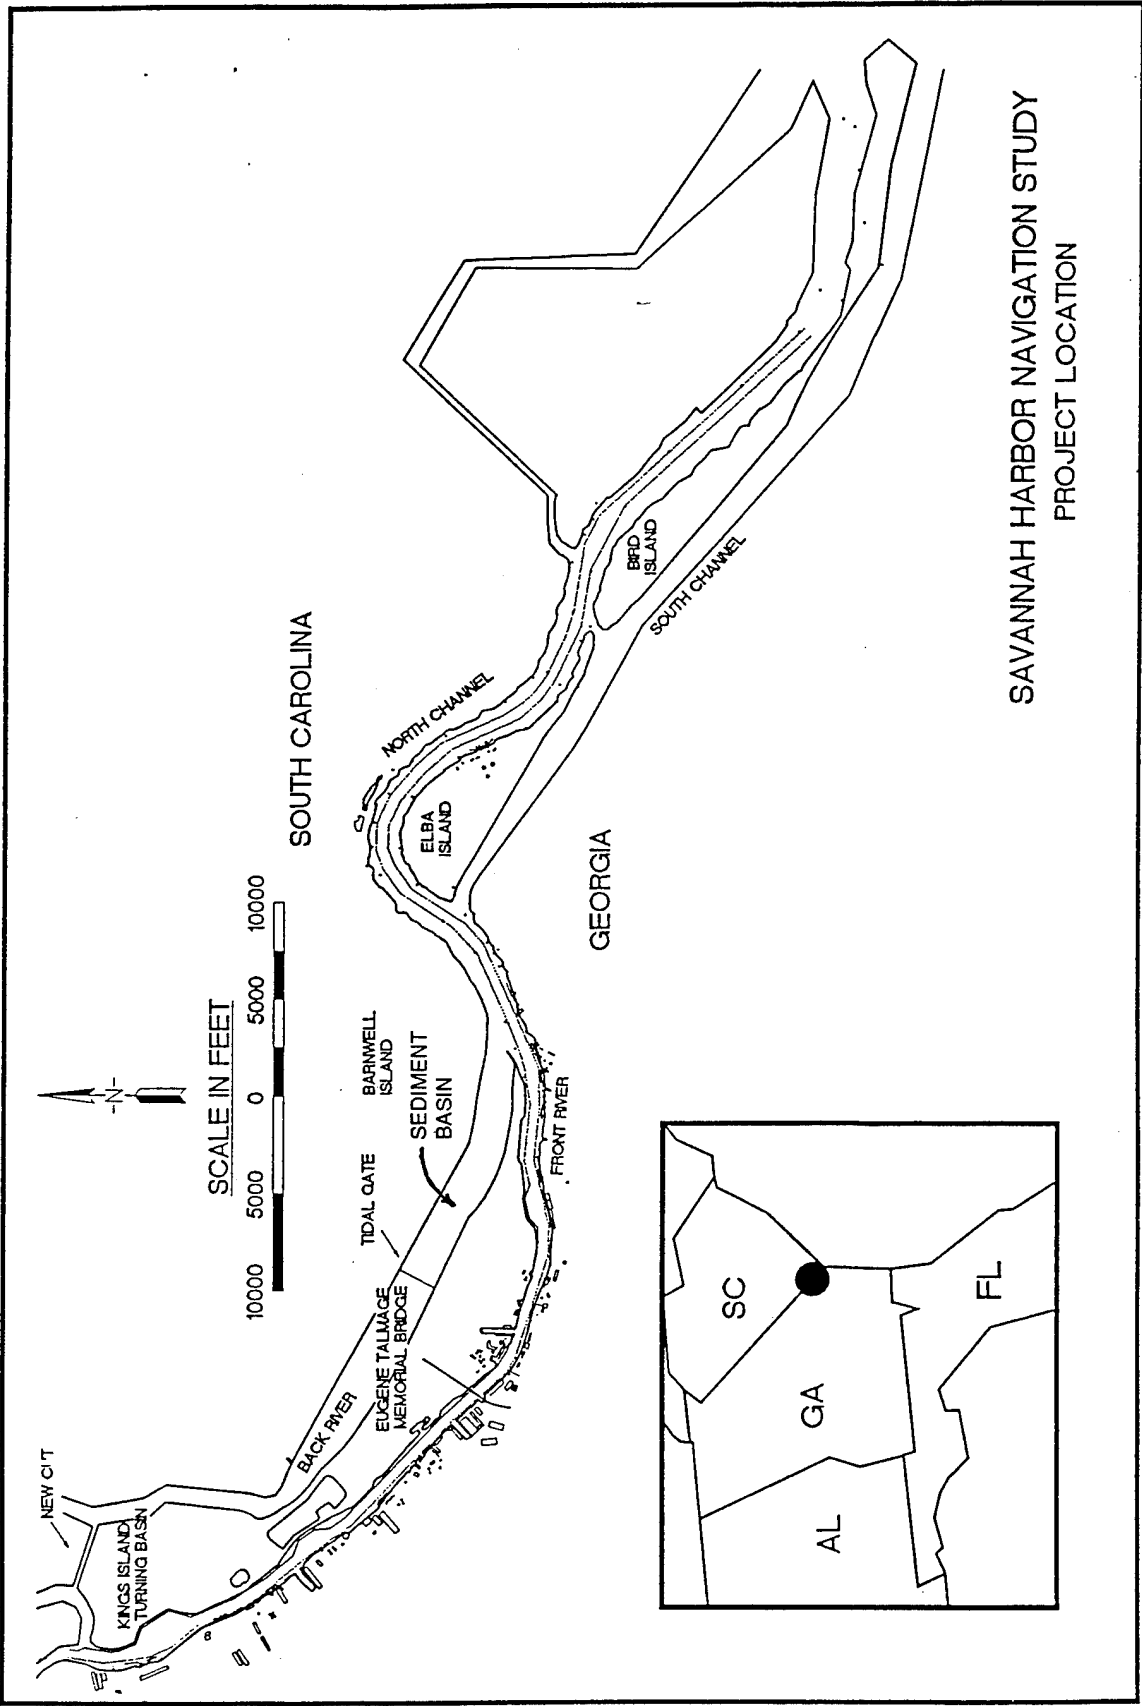 NEW CUT
KINGS ISLAND
TURNING BASIN
BACK RIVER
EUGENE TALMAGE
MEMORIAL BRIDGE
TIDAL GATE
SEDIMENT
BASIN
BARNWELL
ISLAND
FRONT RIVER
-N-
SCALE IN FEET
10000 5000 0 5000 10000
SOUTH CAROLINA
NORTH CHANNEL
ELBA
ISLAND
GEORGIA
BIRD
ISLAND
SOUTH CHANNEL
SC
GA
AL
FL
SAVANNAH HARBOR NAVIGATION STUDY
PROJECT LOCATION